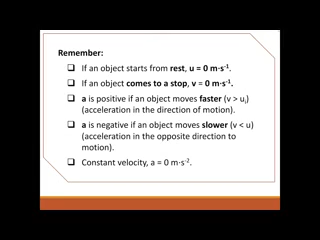 Remember:
❑ If an object starts from rest, u = 0 m·s⁻¹.
❑ If an object comes to a stop, v = 0 m·s⁻¹.
❑ a is positive if an object moves faster (v > u,)
(acceleration in the direction of motion).
❑ a is negative if an object moves slower (v < u)
(acceleration in the opposite direction to
motion).
❑ Constant velocity, a = 0 m·s⁻².